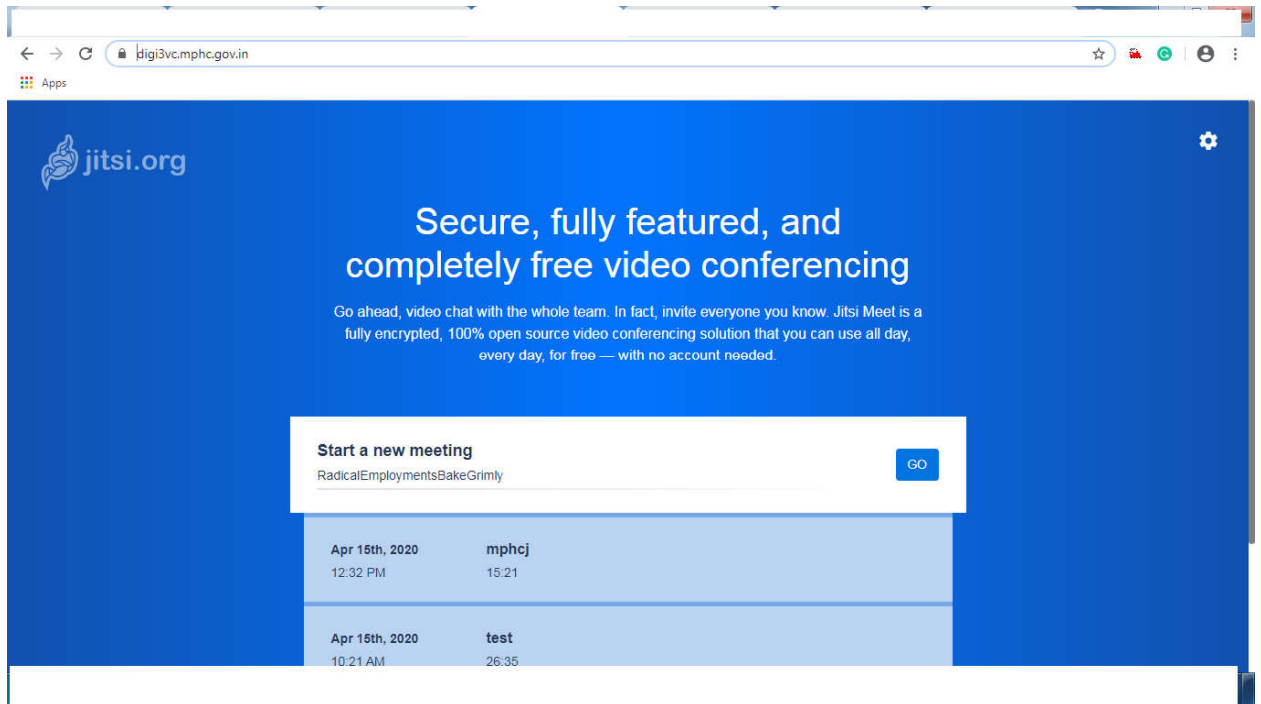 digi3vc.mphc.gov.in
Apps
jitsi.org
Secure, fully featured, and
completely free video conferencing
Go ahead, video chat with the whole team. In fact, invite everyone you know. Jitsi Meet is a
fully encrypted, 100% open source video conferencing solution that you can use all day,
every day, for free — with no account needed.
Start a new meeting
RadicalEmploymentsBakeGrimly
GO
Apr 15th, 2020 mphcj
12:32 PM 15:21
Apr 15th, 2020 test
10:21 AM 26:35